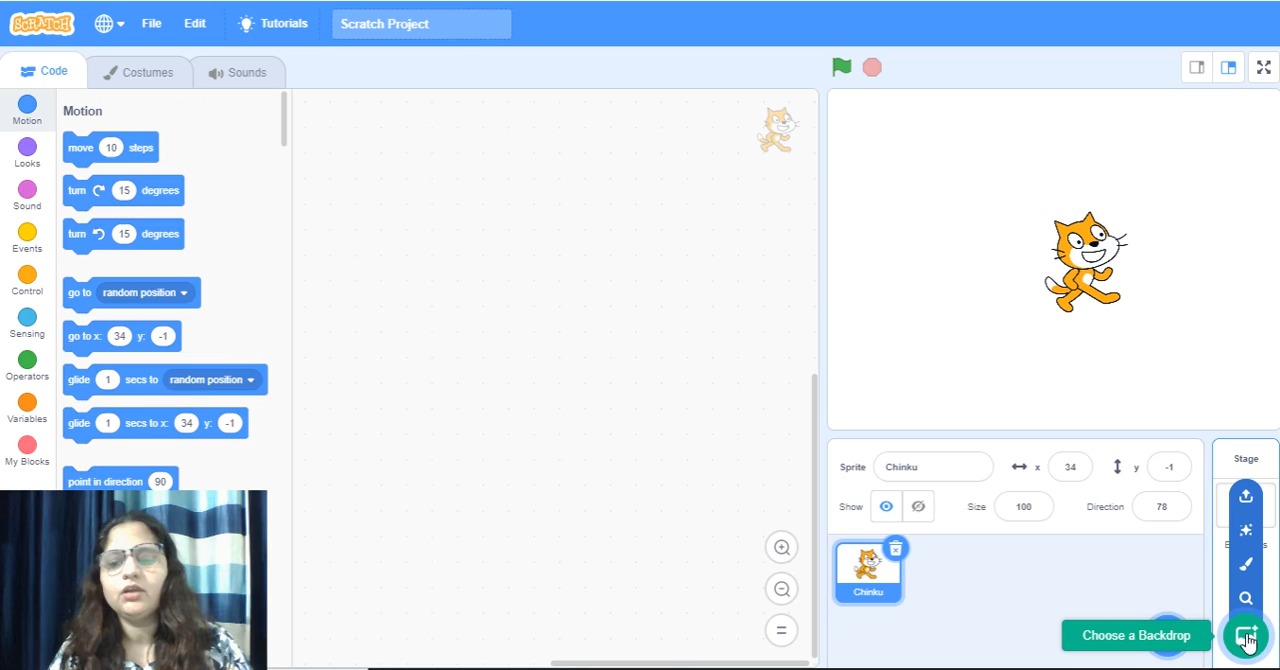 SCRATCH
File
Edit
Tutorials
Scratch Project
Code
Costumes
Sounds
Motion
Looks
Sound
Events
Control
Sensing
Operators
Variables
My Blocks
Motion
move 10 steps
turn 15 degrees
turn 15 degrees
go to random position
go to x: 34 y: -1
glide 1 secs to random position
glide 1 secs to x: 34 y: -1
point in direction 90
Sprite Chinku x 34 y -1
Show Size 100 Direction 78
Chinku
Stage
Choose a Backdrop